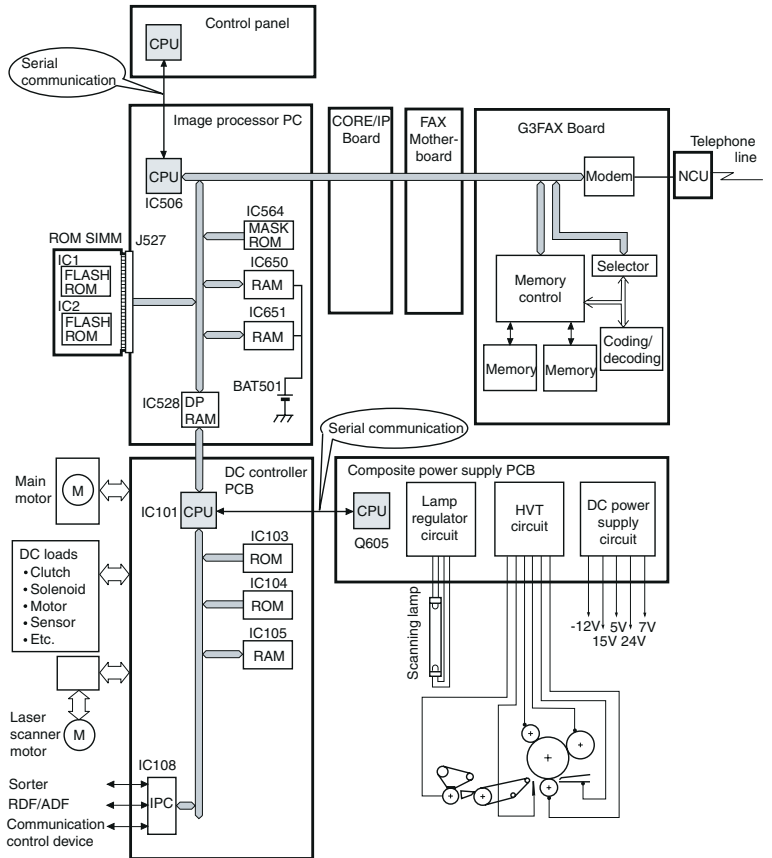 Control panel
CPU
Serial
communication
Image processor PC
CPU
IC506
CORE/IP
Board
FAX
Mother-
board
G3FAX Board
Modem
Telephone
line
NCU
IC564
MASK
ROM
IC650
RAM
IC651
RAM
BAT501
ROM SIMM
J527
IC1
FLASH
ROM
IC2
FLASH
ROM
IC528
DP
RAM
Selector
Memory
control
Coding/
decoding
Memory
Memory
Serial communication
DC controller
PCB
IC101
CPU
IC103
ROM
IC104
ROM
IC105
RAM
IC108
IPC
Main
motor
M
DC loads
• Clutch
• Solenoid
• Motor
• Sensor
• Etc.
Laser
scanner
motor
M
Sorter
RDF/ADF
Communication
control device
Composite power supply PCB
CPU
Q605
Lamp
regulator
circuit
HVT
circuit
DC power
supply
circuit
Scanning lamp
-12V 5V 7V
15V 24V